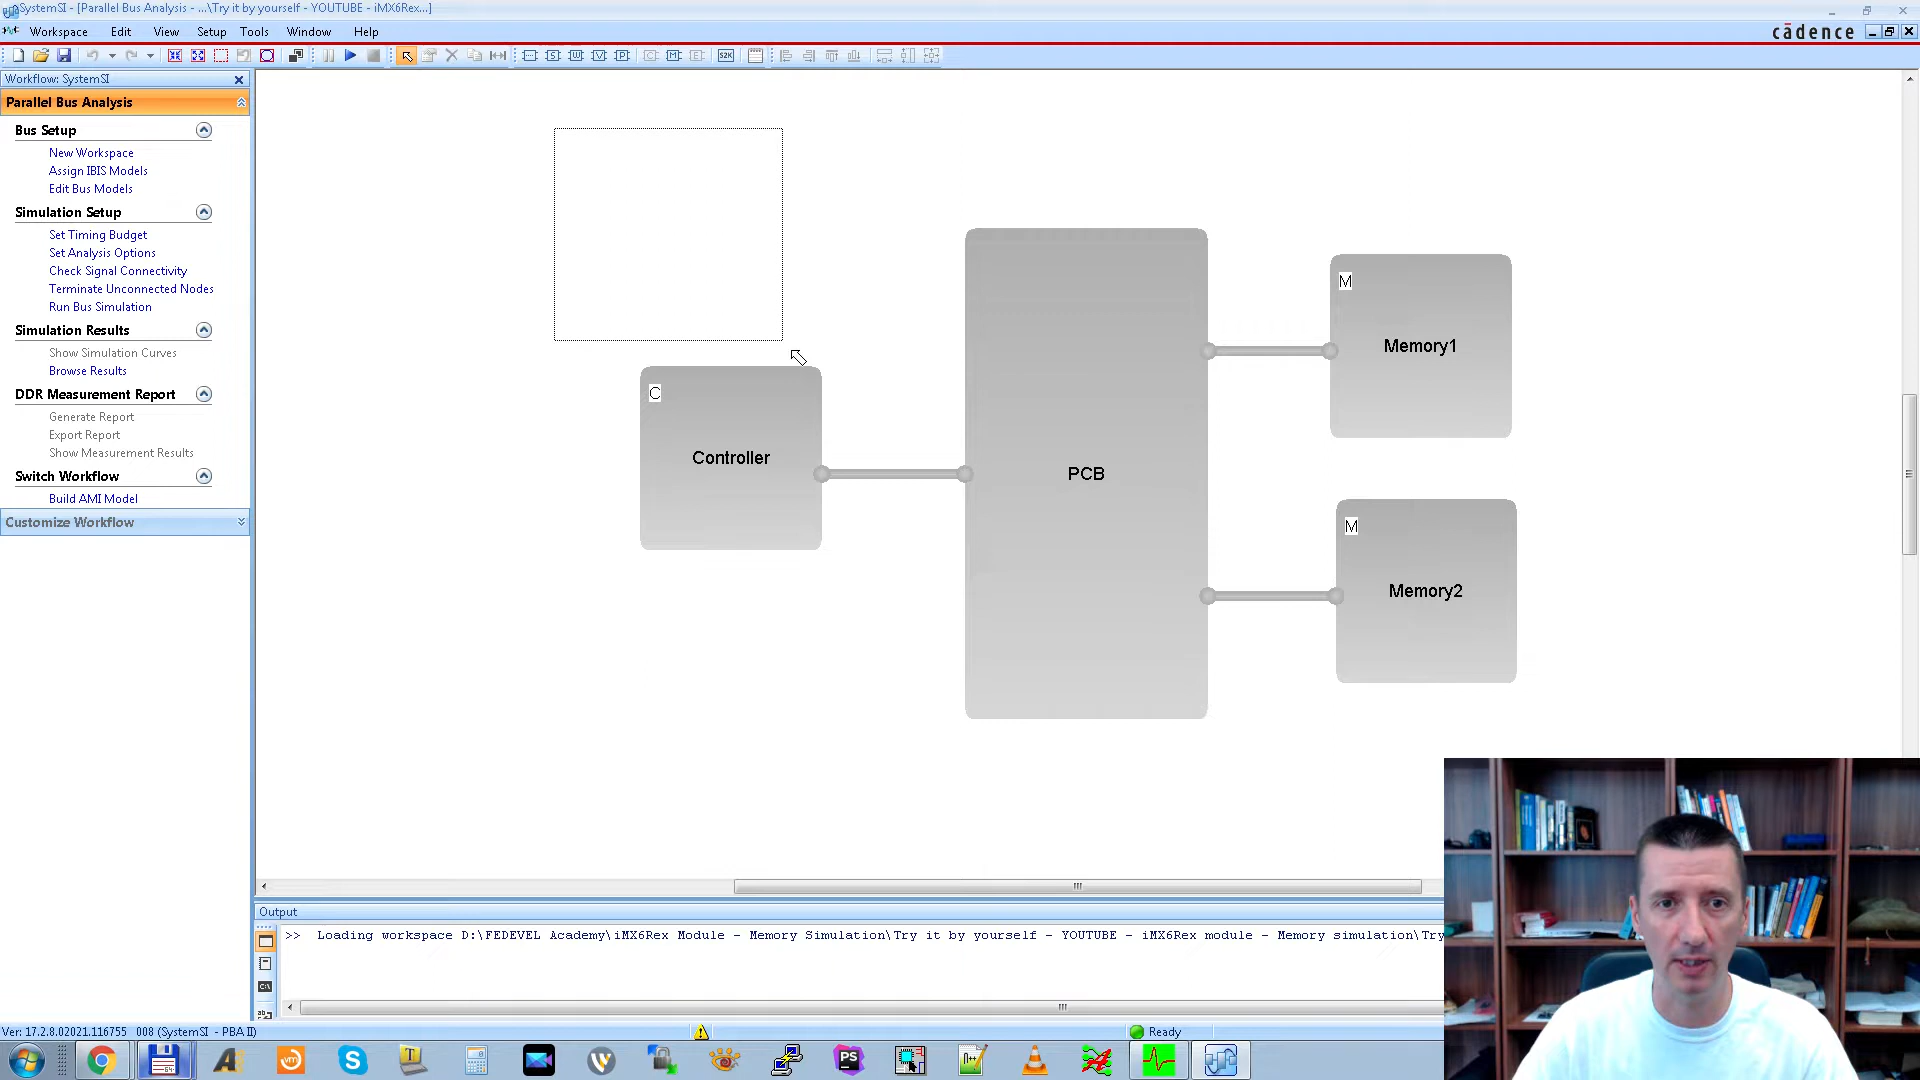 SystemSI - [Parallel Bus Analysis - ...\Try it by yourself - YOUTUBE - iMX6Rex...]
Workspace Edit View Setup Tools Window Help
cādence
S2K
Workflow: SystemSI
Parallel Bus Analysis
Bus Setup
New Workspace
Assign IBIS Models
Edit Bus Models
Simulation Setup
Set Timing Budget
Set Analysis Options
Check Signal Connectivity
Terminate Unconnected Nodes
Run Bus Simulation
Simulation Results
Show Simulation Curves
Browse Results
DDR Measurement Report
Generate Report
Export Report
Show Measurement Results
Switch Workflow
Build AMI Model
Customize Workflow
C
Controller
PCB
M
Memory1
M
Memory2
Output
>> Loading workspace D:\FEDEVEL Academy\iMX6Rex Module - Memory Simulation\Try it by yourself - YOUTUBE - iMX6Rex module - Memory simulation\Try
Ver: 17.2.8.02021.116755 008 (SystemSI - PBA II)
Ready